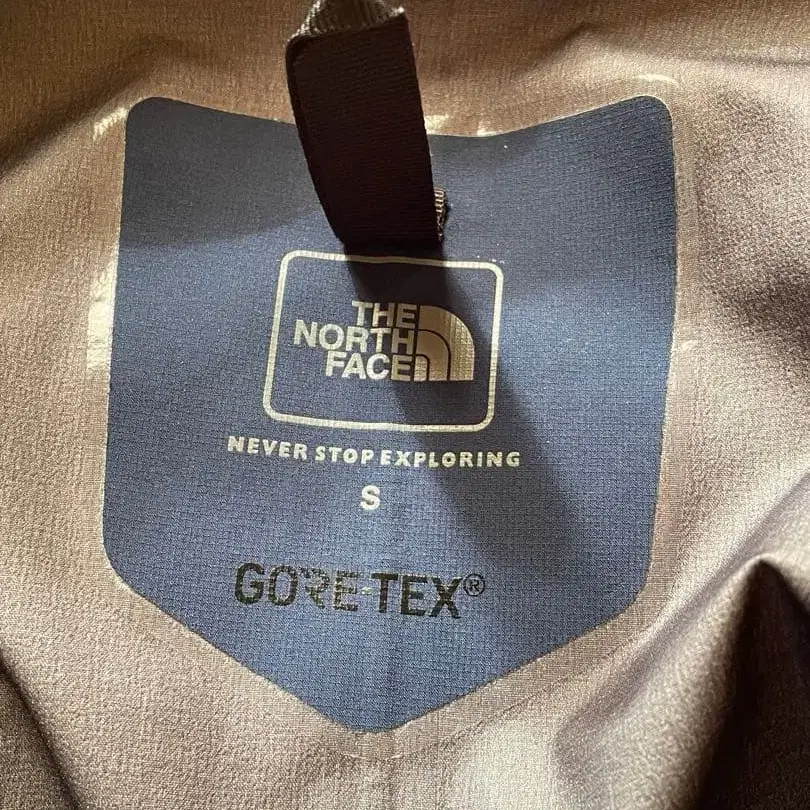 THE
NORTH
FACE
NEVER STOP EXPLORING
S
GORE-TEX®